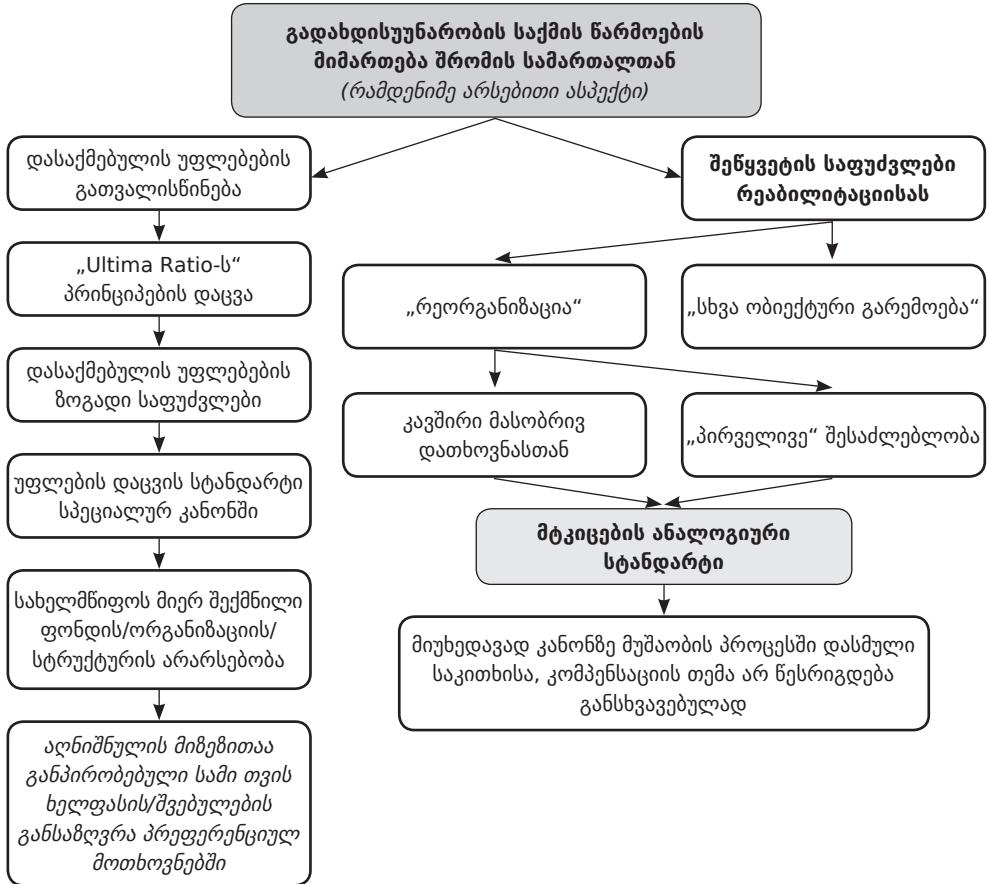 გადახდისუუნარობის საქმის წარმოების
მიმართება შრომის სამართალთან
(რამდენიმე არსებითი ასპექტი)
დასაქმებულის უფლებების
გათვალისწინება
„Ultima Ratio-ს“
პრინციპების დაცვა
დასაქმებულის უფლებების
ზოგადი საფუძვლები
უფლების დაცვის სტანდარტი
სპეციალურ კანონში
სახელმწიფოს მიერ შექმნილი
ფონდის/ორგანიზაციის/
სტრუქტურის არარსებობა
აღნიშნულის მიზეზითაა
განპირობებული სამი თვის
ხელფასის/შვებულების
განსაზღვრა პრეფერენციულ
მოთხოვნებში
შეწყვეტის საფუძვლები
რეაბილიტაციისას
„რეორგანიზაცია“
„სხვა ობიექტური გარემოება“
კავშირი მასობრივ
დათხოვნასთან
„პირველივე“ შესაძლებლობა
მტკიცების ანალოგიური
სტანდარტი
მიუხედავად კანონზე მუშაობის პროცესში დასმული
საკითხისა, კომპენსაციის თემა არ წესრიგდება
განსხვავებულად